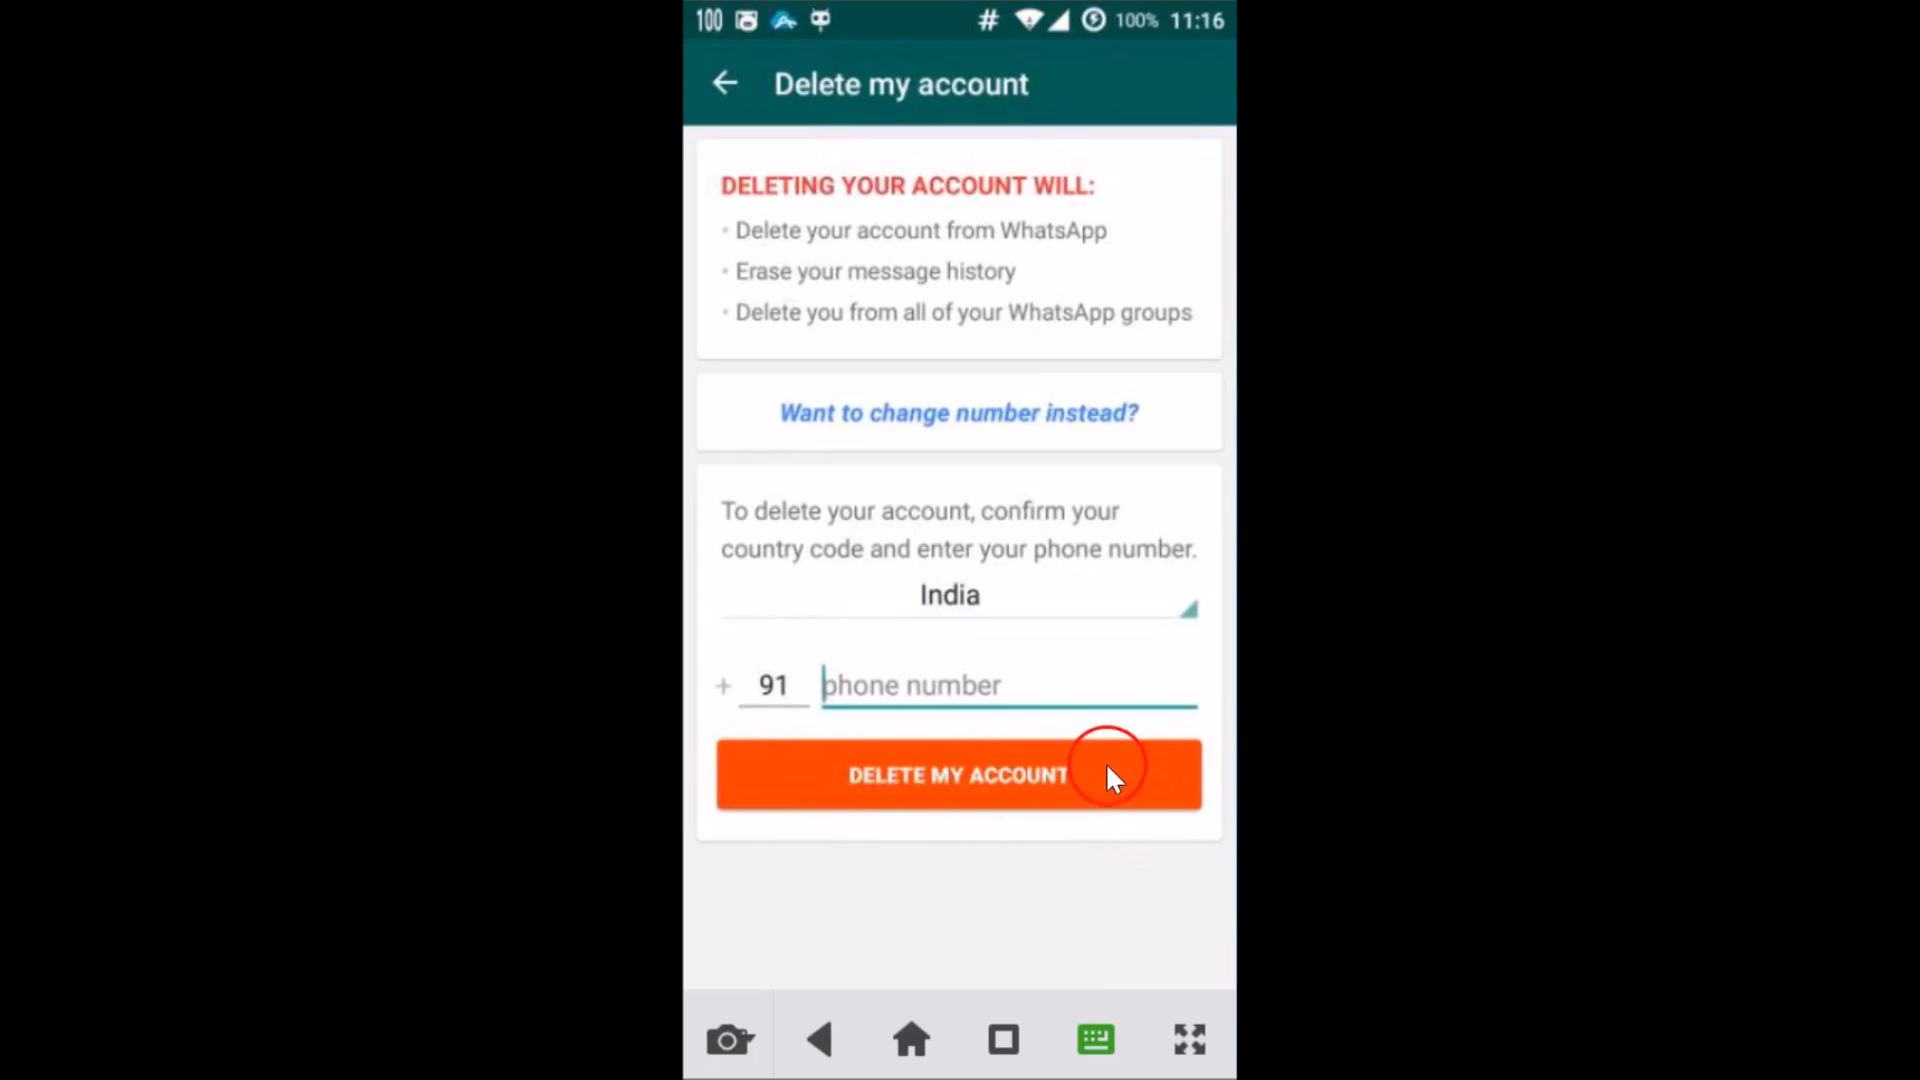 100 # 100% 11:16
Delete my account
DELETING YOUR ACCOUNT WILL:
· Delete your account from WhatsApp
· Erase your message history
· Delete you from all of your WhatsApp groups
Want to change number instead?
To delete your account, confirm your
country code and enter your phone number.
India
+ 91 phone number
DELETE MY ACCOUNT